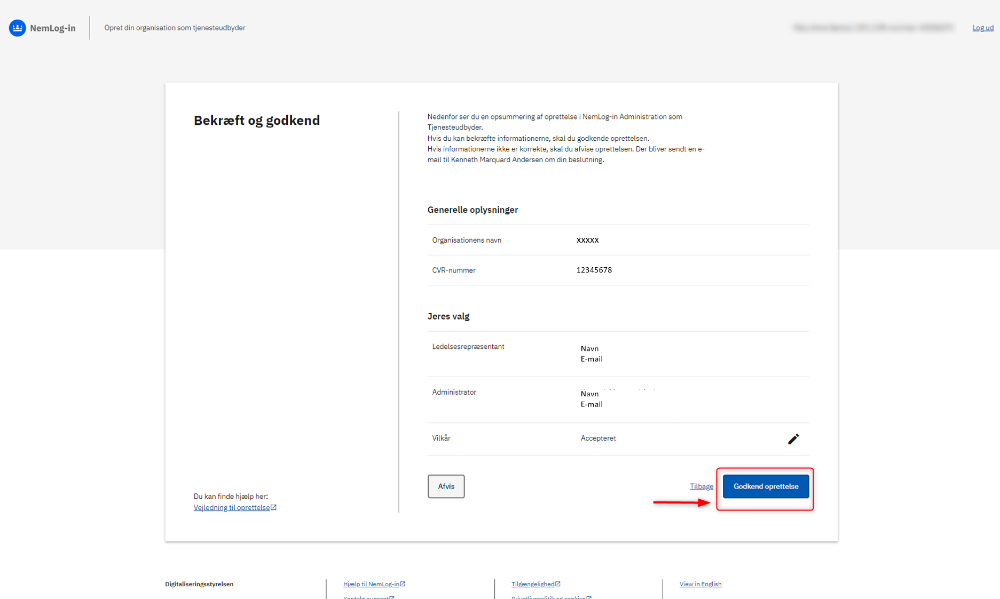 NemLog-in
Opret din organisation som tjenesteudbyder
Log ud
Bekræft og godkend
Nedenfor ser du en opsummering af oprettelse i NemLog-in Administration som
Tjenesteudbyder.
Hvis du kan bekræfte informationerne, skal du godkende oprettelsen.
Hvis informationerne ikke er korrekte, skal du afvise oprettelsen. Der bliver sendt en e-
mail til Kenneth Marquard Andersen om din beslutning.
Generelle oplysninger
Organisationens navn
XXXXX
CVR-nummer
12345678
Jeres valg
Ledelsesrepræsentant
Navn
E-mail
Administrator
Navn
E-mail
Vilkår
Accepteret
Afvis
Tilbage
Godkend oprettelse
Du kan finde hjælp her:
Vejledning til oprettelse
Digitaliseringsstyrelsen
Hjælp til NemLog-in
Kontakt support
Tilgængelighed
Privatlivspolitik og cookies
View in English